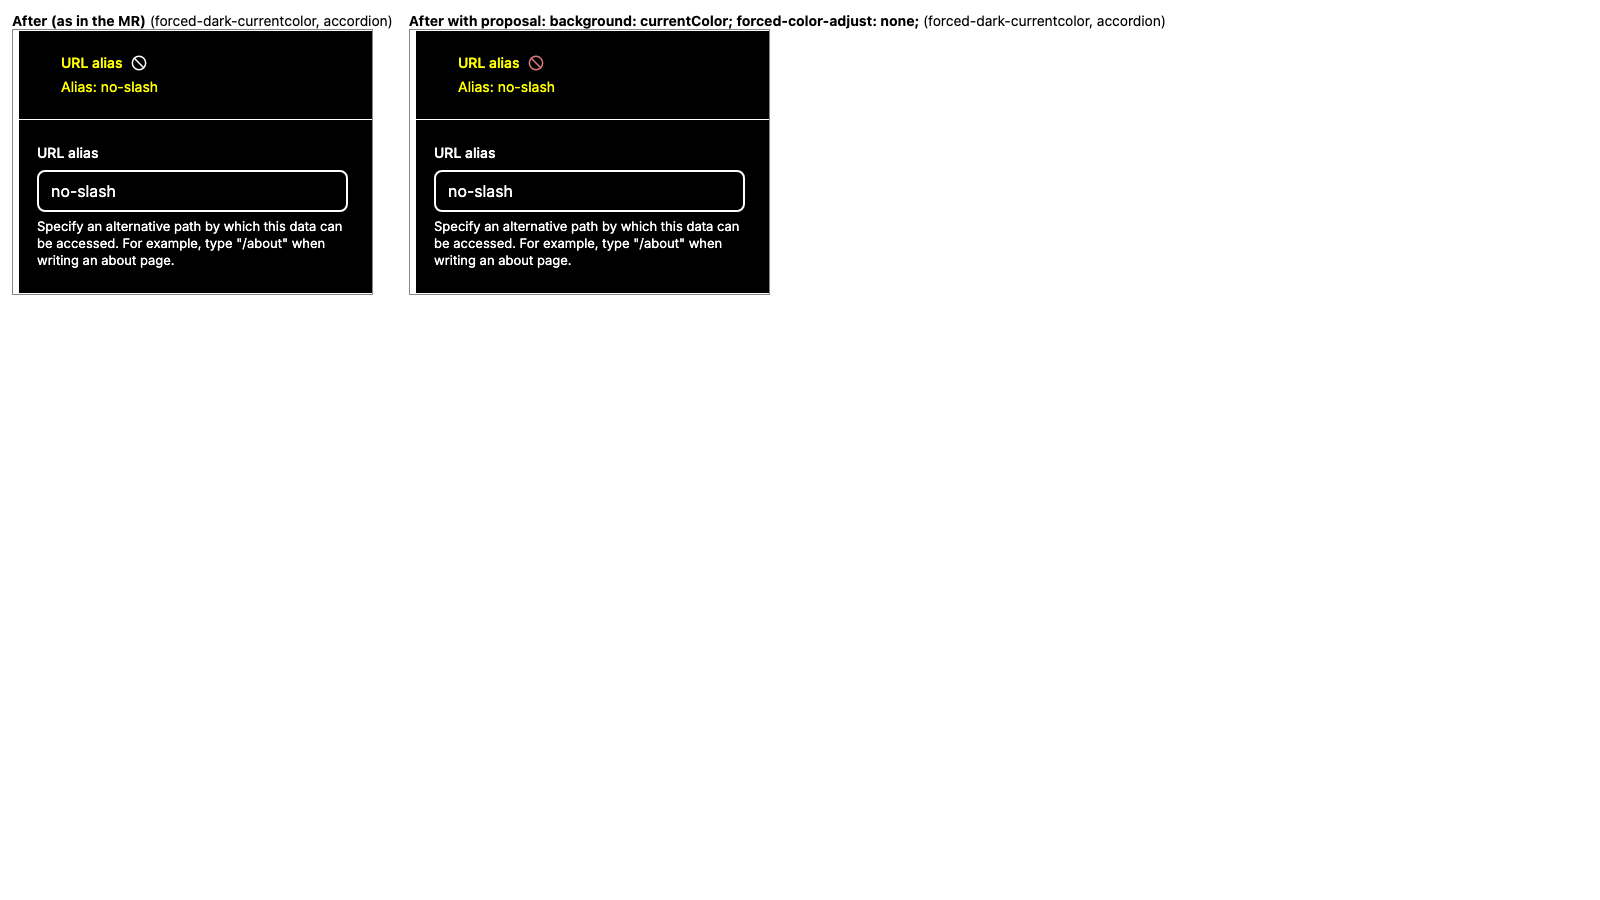 After (as in the MR) (forced-dark-currentcolor, accordion)
URL alias
Alias: no-slash
URL alias
no-slash
Specify an alternative path by which this data can
be accessed. For example, type "/about" when
writing an about page.
After with proposal: background: currentColor; forced-color-adjust: none; (forced-dark-currentcolor, accordion)
URL alias
Alias: no-slash
URL alias
no-slash
Specify an alternative path by which this data can
be accessed. For example, type "/about" when
writing an about page.